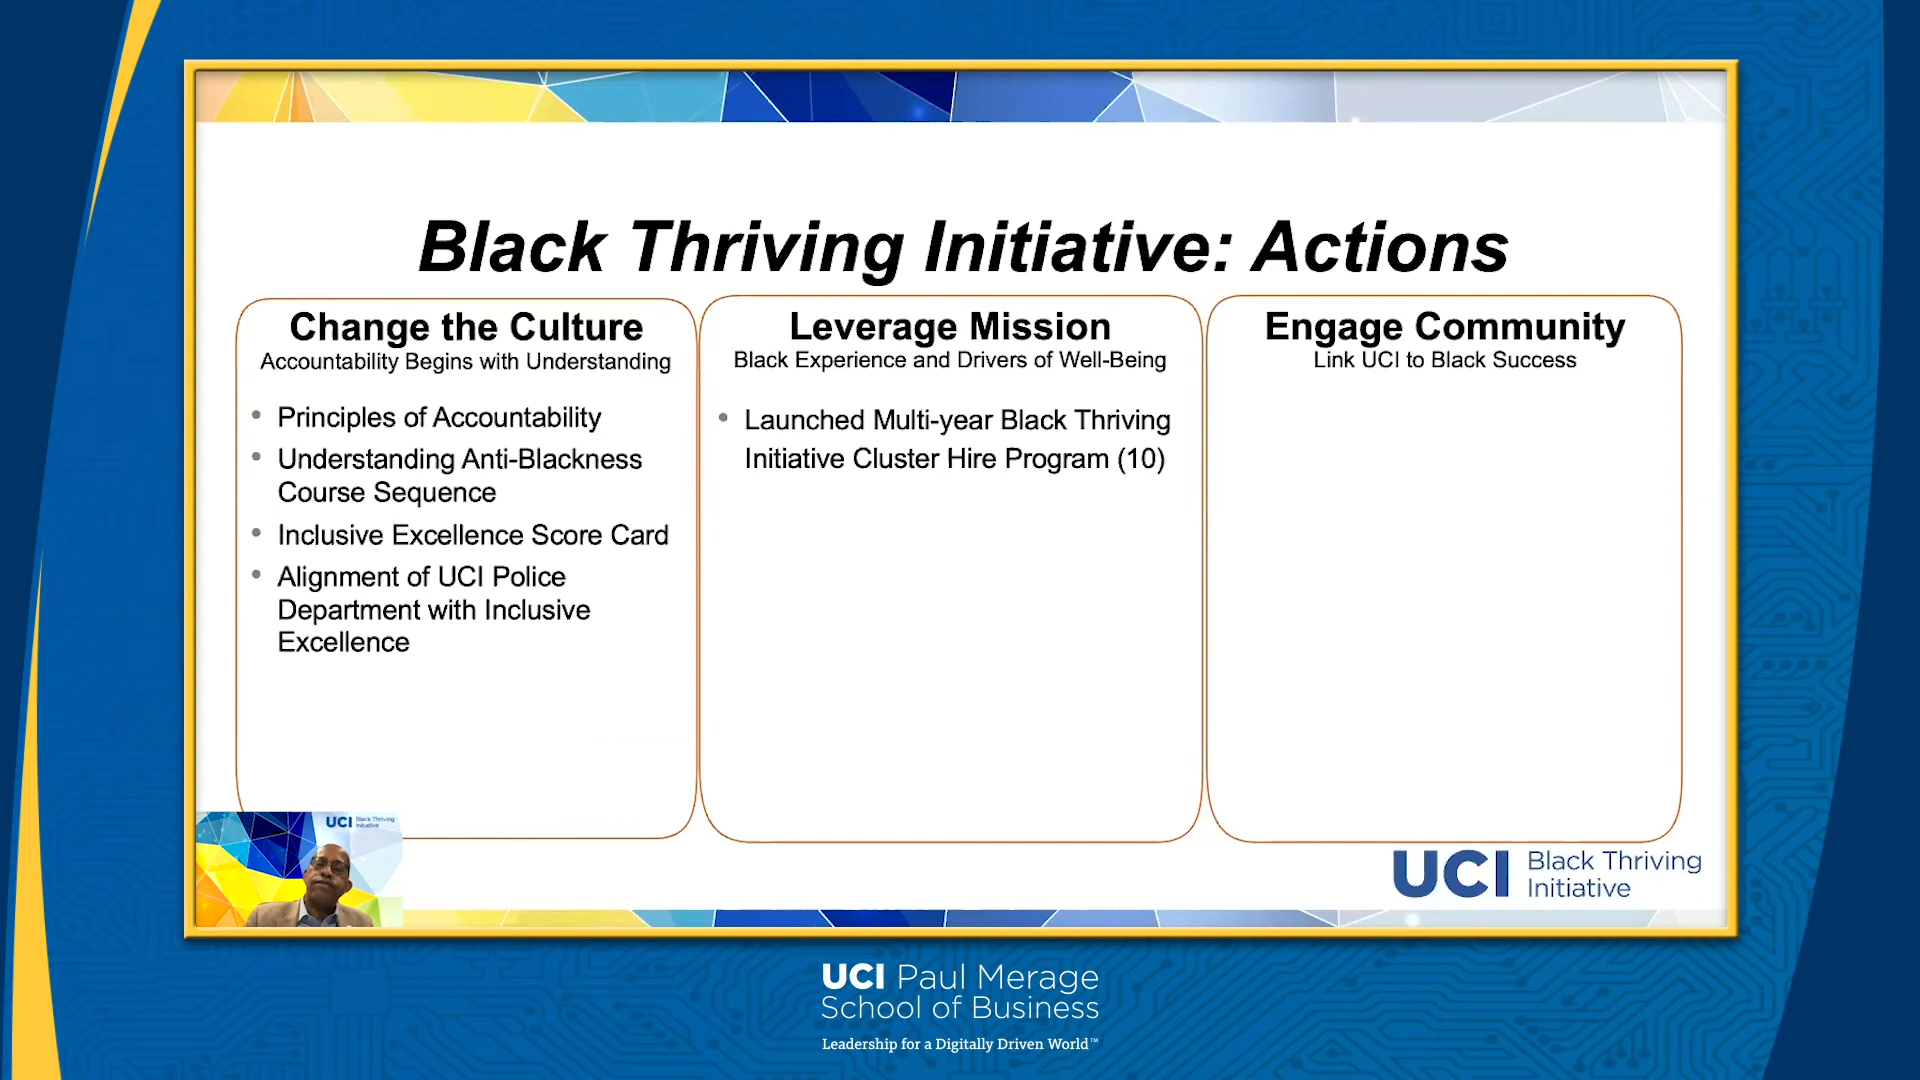 Black Thriving Initiative: Actions
Change the Culture
Accountability Begins with Understanding
• Principles of Accountability
• Understanding Anti-Blackness
Course Sequence
• Inclusive Excellence Score Card
• Alignment of UCI Police
Department with Inclusive
Excellence
Leverage Mission
Black Experience and Drivers of Well-Being
• Launched Multi-year Black Thriving
Initiative Cluster Hire Program (10)
Engage Community
Link UCI to Black Success
UCI Black Thriving
Initiative
UCI Black Thriving
Initiative
UCI Paul Merage
School of Business
Leadership for a Digitally Driven World™